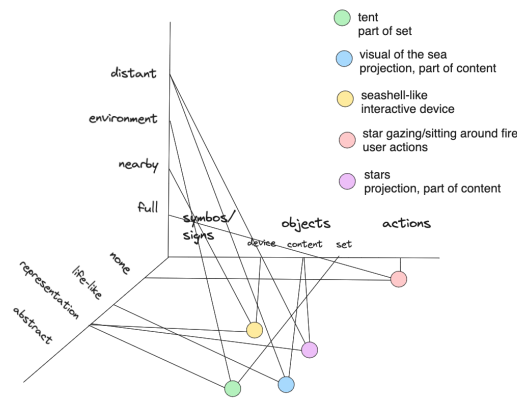 tent
part of set
visual of the sea
projection, part of content
seashell-like
interactive device
star gazing/sitting around fire
user actions
stars
projection, part of content
distant
environment
nearby
full
symbos/
signs
objects
actions
device content set
none
life-like
representation
abstract